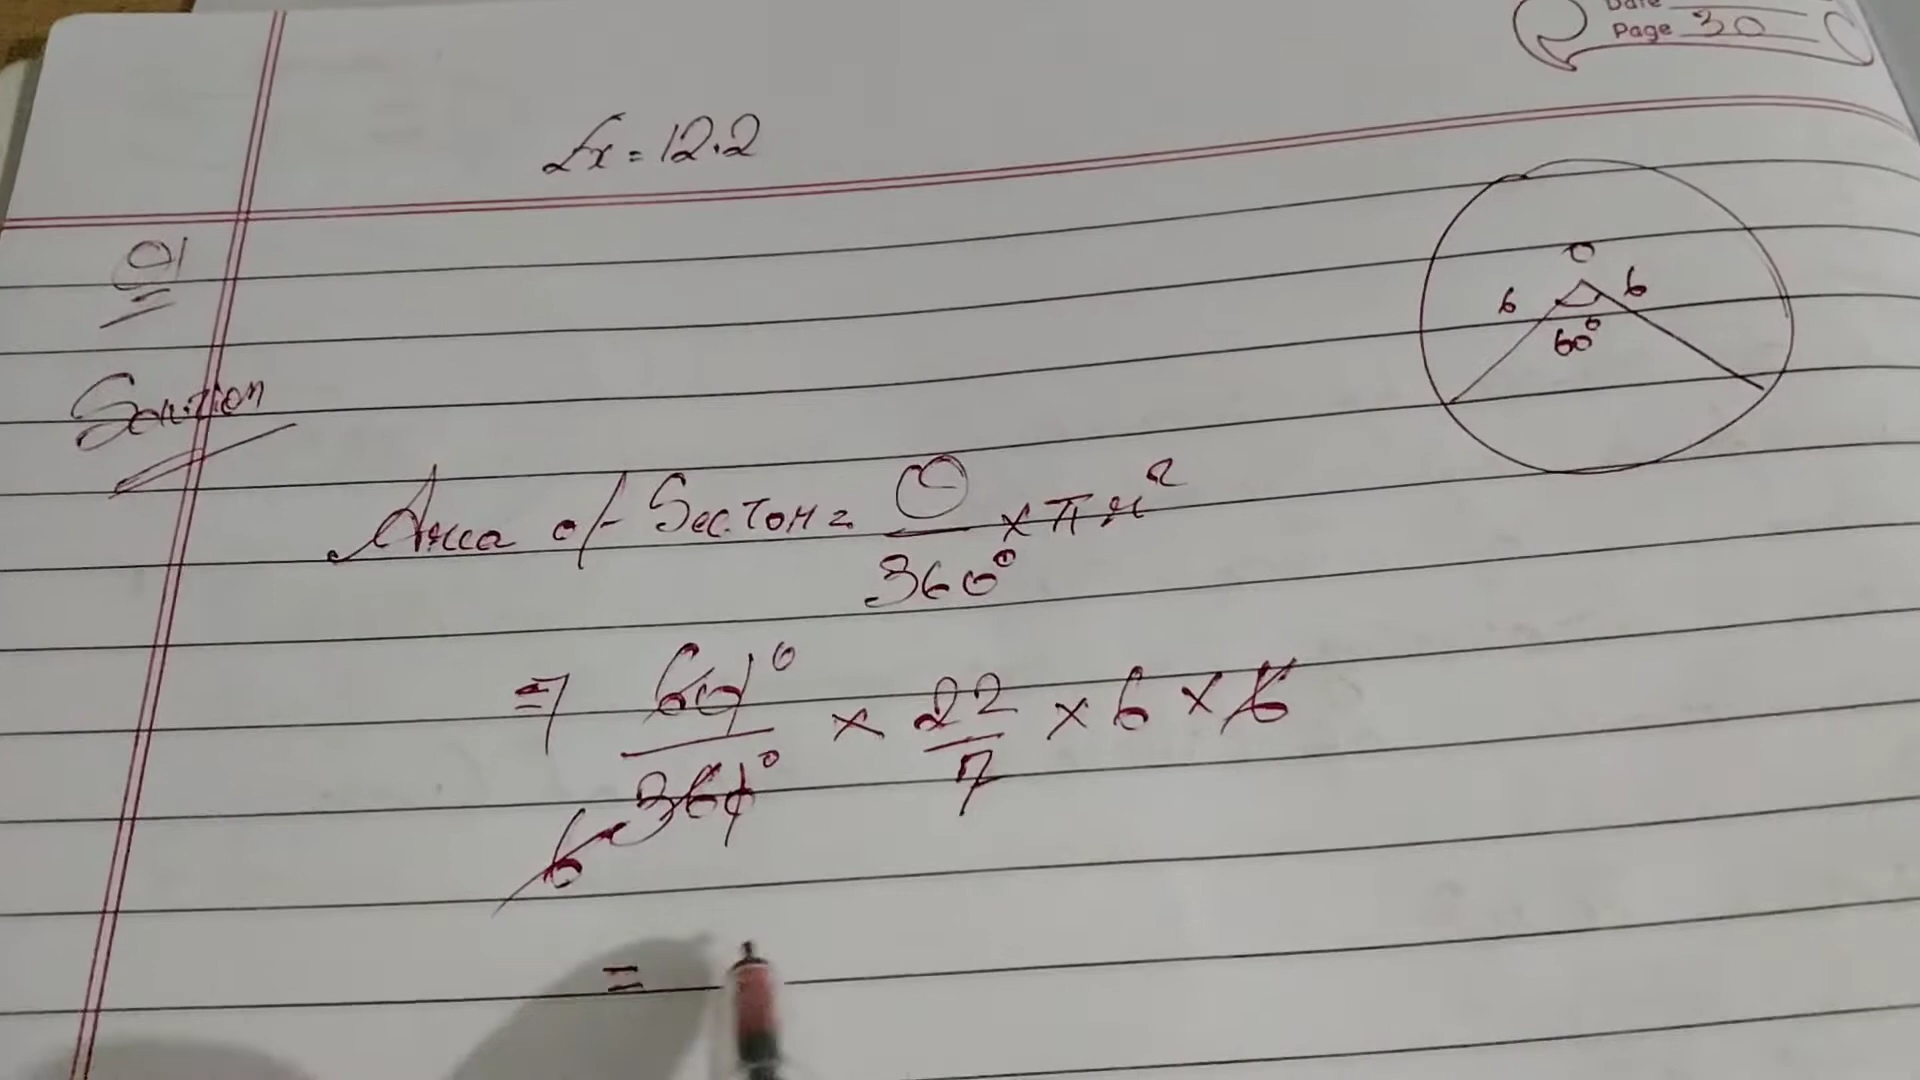 Date
Page 30
Ex = 12.2
Q1
6 O 6
60°
Solution
Area of Sector = θ/360° × πr²
⇒ 60°/360° × 22/7 × 6 × 6
6
=